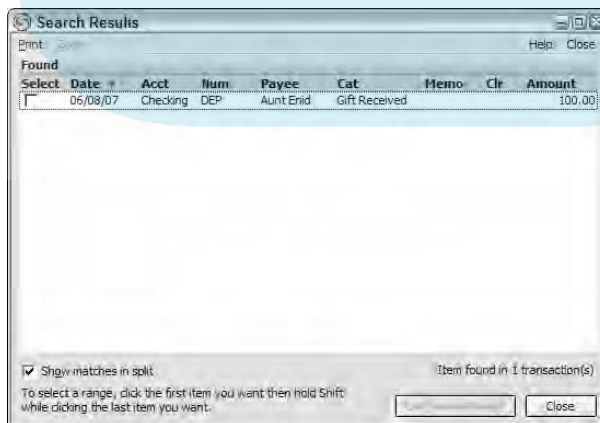 Search Results
Print Help Close
Found
Select Date Acct Num Payee Cat Memo Clr Amount
06/08/07 Checking DEP Aunt Enid Gift Received 100.00
Show matches in split Item found in 1 transaction(s)
To select a range, click the first item you want then hold Shift
while clicking the last item you want. Close